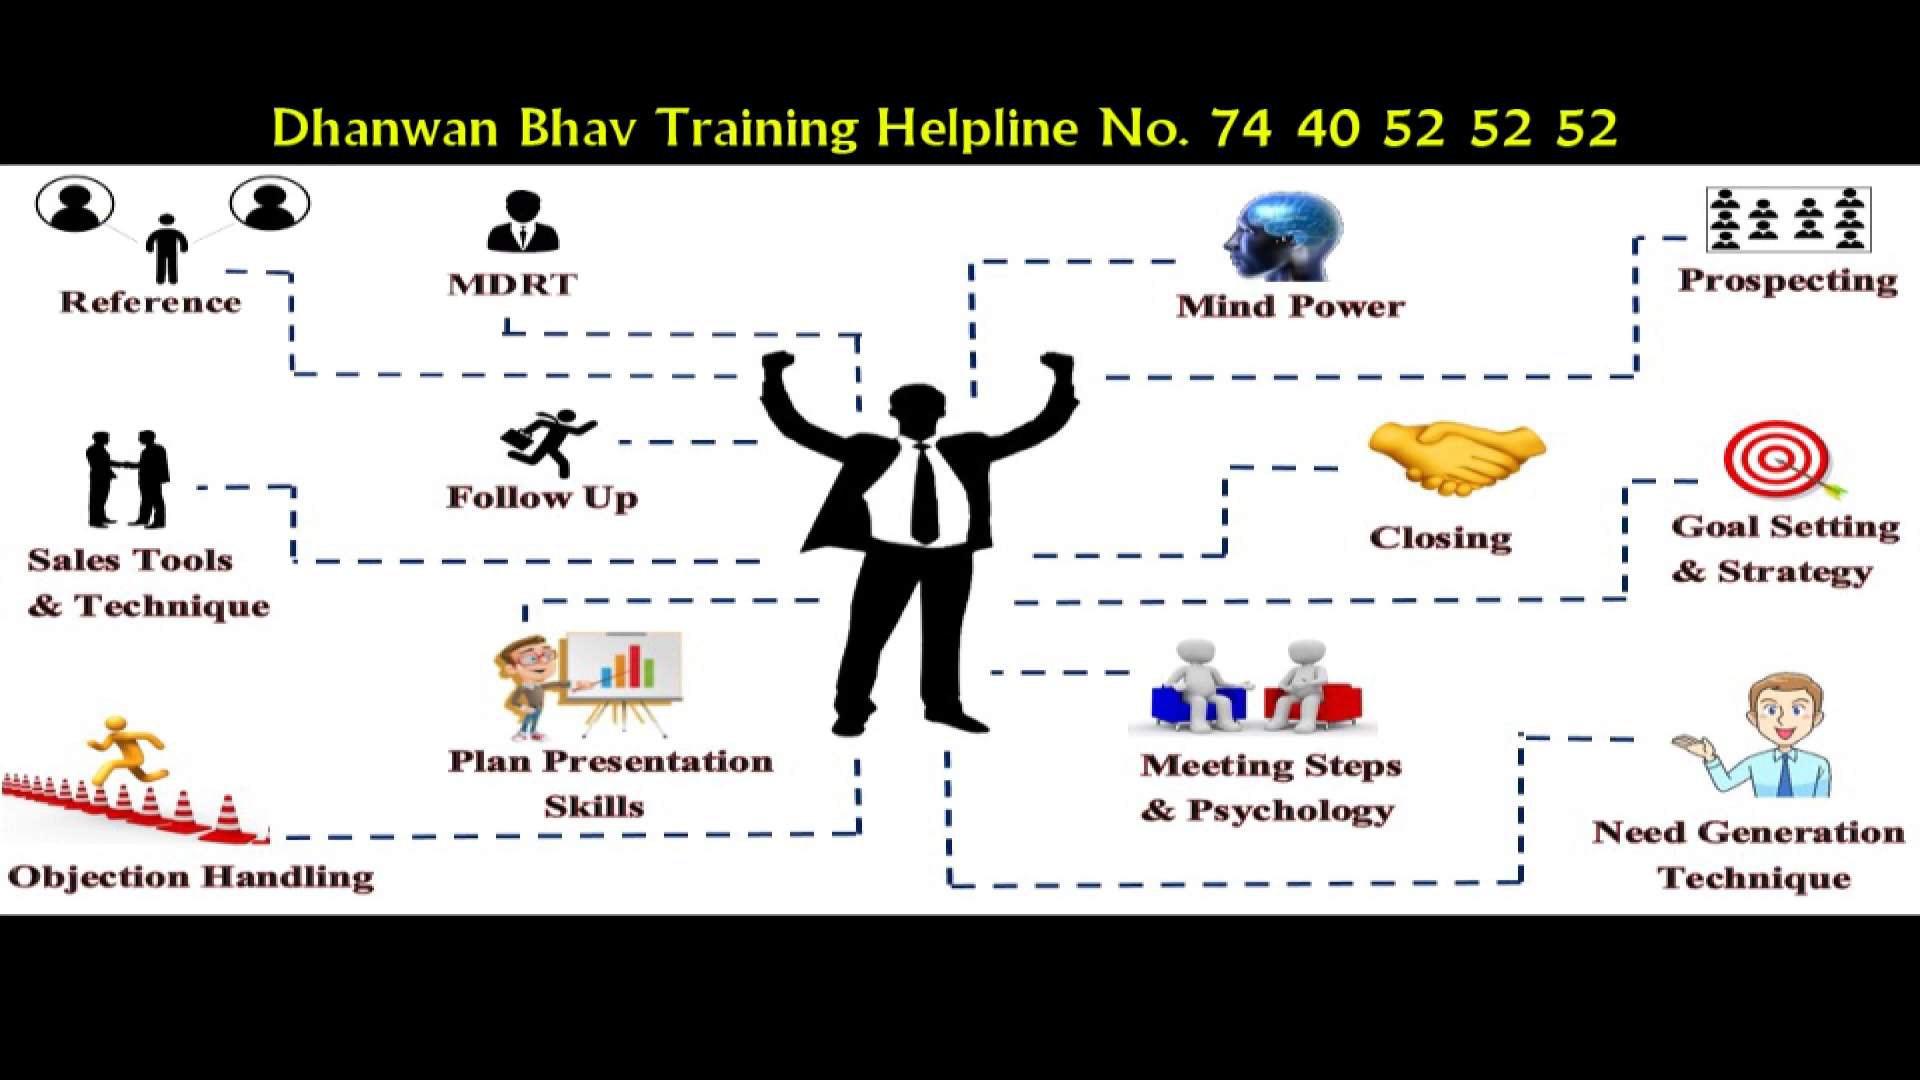 Dhanwan Bhav Training Helpline No. 74 40 52 52 52
Reference
MDRT
Mind Power
Prospecting
Sales Tools
& Technique
Follow Up
Closing
Goal Setting
& Strategy
Objection Handling
Plan Presentation
Skills
Meeting Steps
& Psychology
Need Generation
Technique